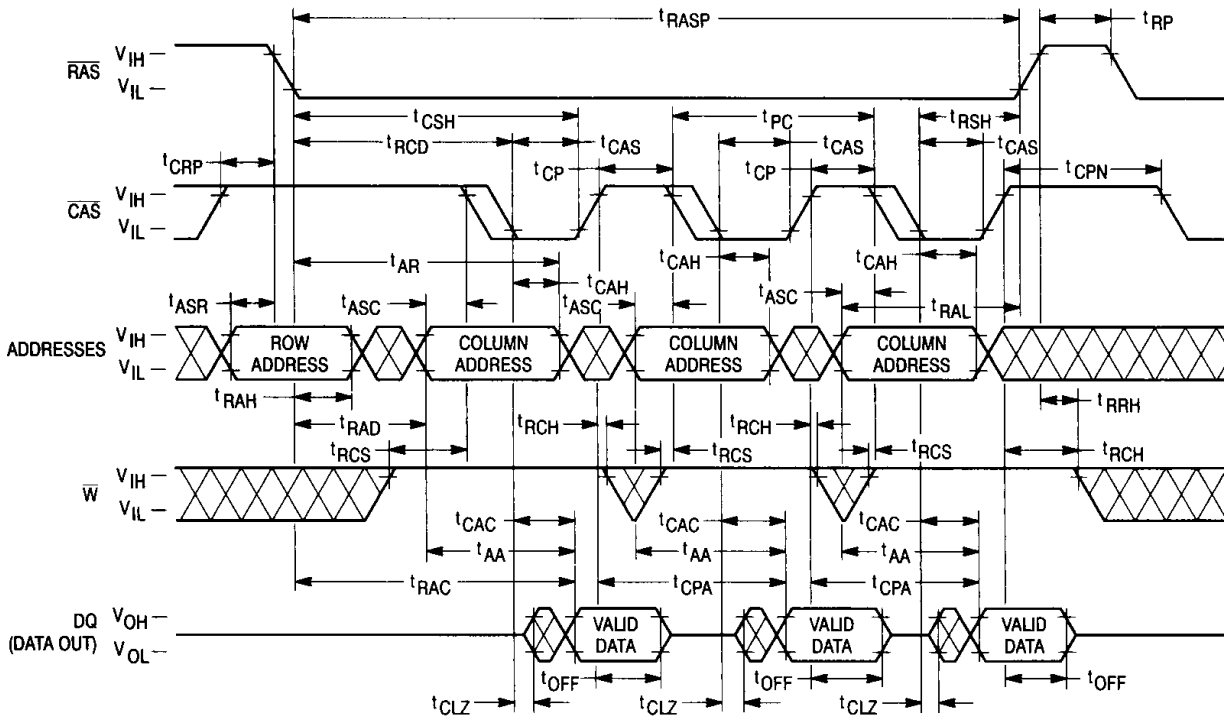 tRASP
tRP
RAS
VIH
VIL
tCSH
tPC
tRSH
tRCD
tCAS
tCAS
tCAS
tCRP
tCP
tCP
tCPN
CAS
VIH
VIL
tAR
tCAH
tCAH
tCAH
tASR
tASC
tASC
tASC
tRAL
ADDRESSES
VIH
VIL
ROW ADDRESS
COLUMN ADDRESS
COLUMN ADDRESS
COLUMN ADDRESS
tRAH
tRRH
tRAD
tRCH
tRCH
tRCS
tRCS
tRCS
tRCH
W
VIH
VIL
tCAC
tCAC
tCAC
tAA
tAA
tAA
tRAC
tCPA
tCPA
DQ
(DATA OUT)
VOH
VOL
VALID DATA
VALID DATA
VALID DATA
tOFF
tOFF
tOFF
tCLZ
tCLZ
tCLZ